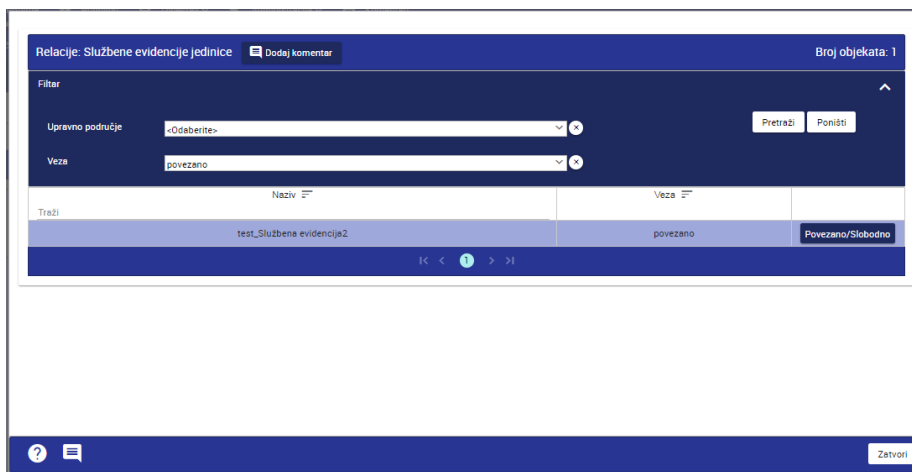 Relacije: Službene evidencije jedinice Dodaj komentar Broj objekata: 1
Filtar
Upravno područje <Odaberite> Pretraži Poništi
Veza povezano
Naziv Veza
Traži
test_Službena evidencija2 povezano Povezano/Slobodno
1
Zatvori